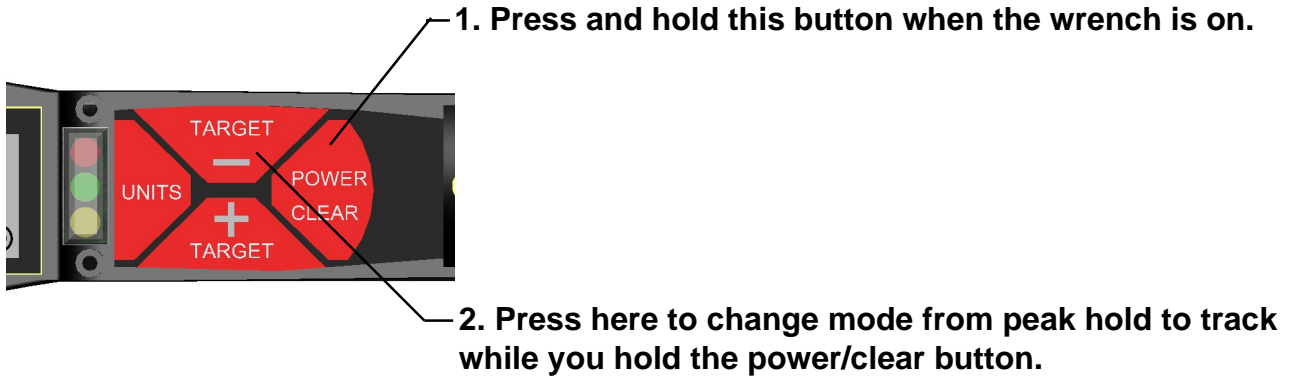 1. Press and hold this button when the wrench is on.
TARGET
−
UNITS
POWER
CLEAR
+
TARGET
2. Press here to change mode from peak hold to track
while you hold the power/clear button.